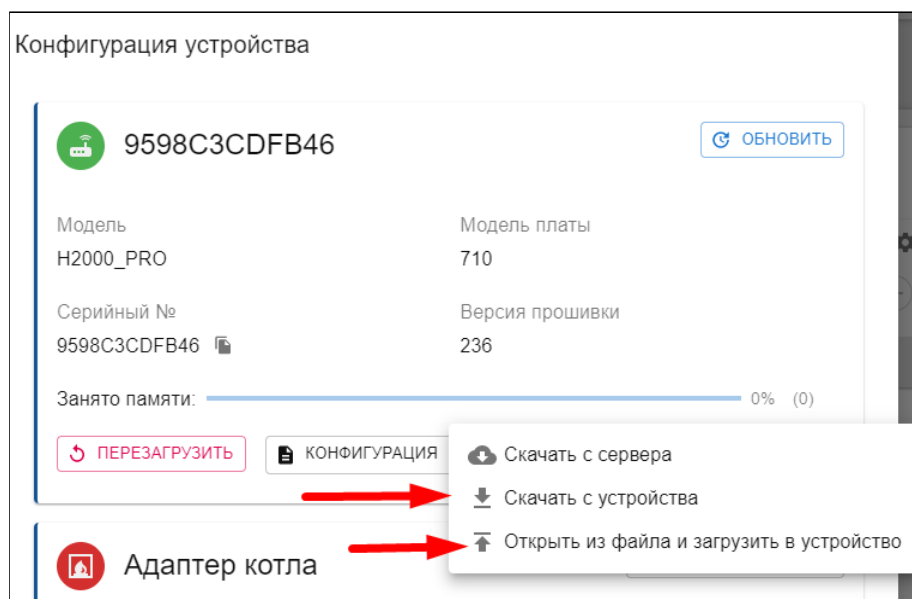 Конфигурация устройства
9598C3CDFB46
ОБНОВИТЬ
Модель
Модель платы
H2000_PRO
710
Серийный №
Версия прошивки
9598C3CDFB46
236
Занято памяти:
0% (0)
ПЕРЕЗАГРУЗИТЬ
КОНФИГУРАЦИЯ
Скачать с сервера
Скачать с устройства
Открыть из файла и загрузить в устройство
Адаптер котла